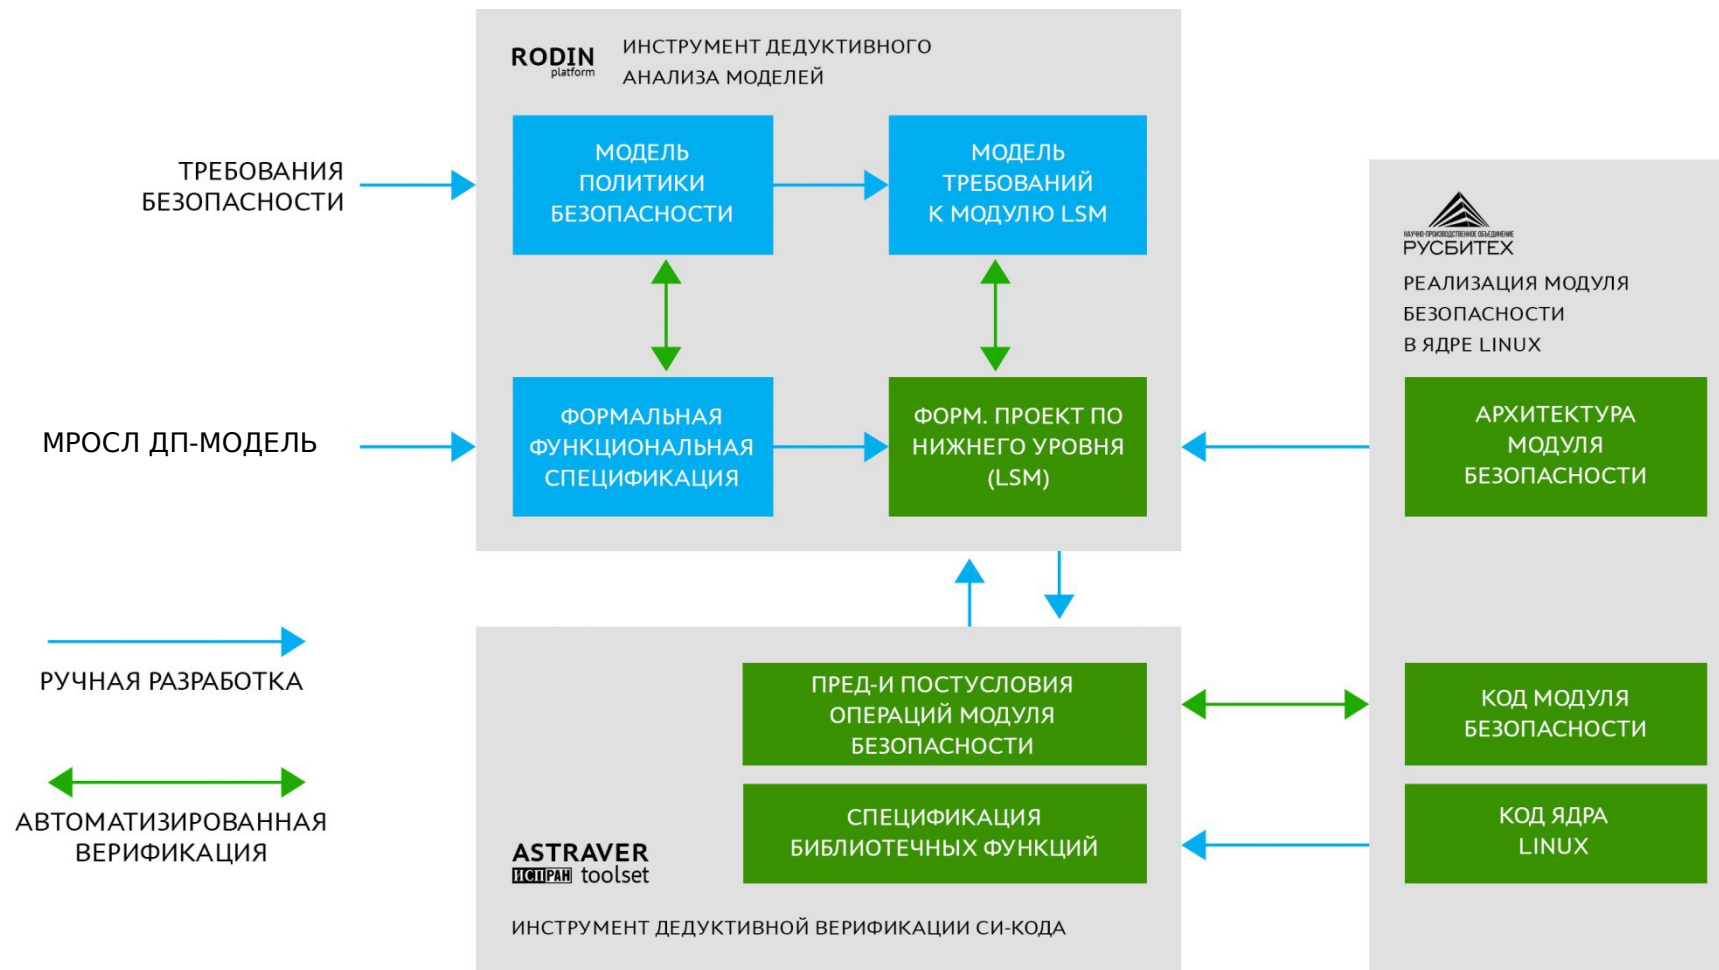 RODIN
platform
ИНСТРУМЕНТ ДЕДУКТИВНОГО
АНАЛИЗА МОДЕЛЕЙ
ТРЕБОВАНИЯ
БЕЗОПАСНОСТИ
МОДЕЛЬ
ПОЛИТИКИ
БЕЗОПАСНОСТИ
МОДЕЛЬ
ТРЕБОВАНИЙ
К МОДУЛЮ LSM
НАУЧНО-ПРОИЗВОДСТВЕННОЕ ОБЪЕДИНЕНИЕ
РУСБИТЕХ
РЕАЛИЗАЦИЯ МОДУЛЯ
БЕЗОПАСНОСТИ
В ЯДРЕ LINUX
МРОСЛ ДП-МОДЕЛЬ
ФОРМАЛЬНАЯ
ФУНКЦИОНАЛЬНАЯ
СПЕЦИФИКАЦИЯ
ФОРМ. ПРОЕКТ ПО
НИЖНЕГО УРОВНЯ
(LSM)
АРХИТЕКТУРА
МОДУЛЯ
БЕЗОПАСНОСТИ
РУЧНАЯ РАЗРАБОТКА
АВТОМАТИЗИРОВАННАЯ
ВЕРИФИКАЦИЯ
ПРЕД-И ПОСТУСЛОВИЯ
ОПЕРАЦИЙ МОДУЛЯ
БЕЗОПАСНОСТИ
КОД МОДУЛЯ
БЕЗОПАСНОСТИ
СПЕЦИФИКАЦИЯ
БИБЛИОТЕЧНЫХ ФУНКЦИЙ
КОД ЯДРА
LINUX
ASTRAVER
ИСП РАН toolset
ИНСТРУМЕНТ ДЕДУКТИВНОЙ ВЕРИФИКАЦИИ СИ-КОДА